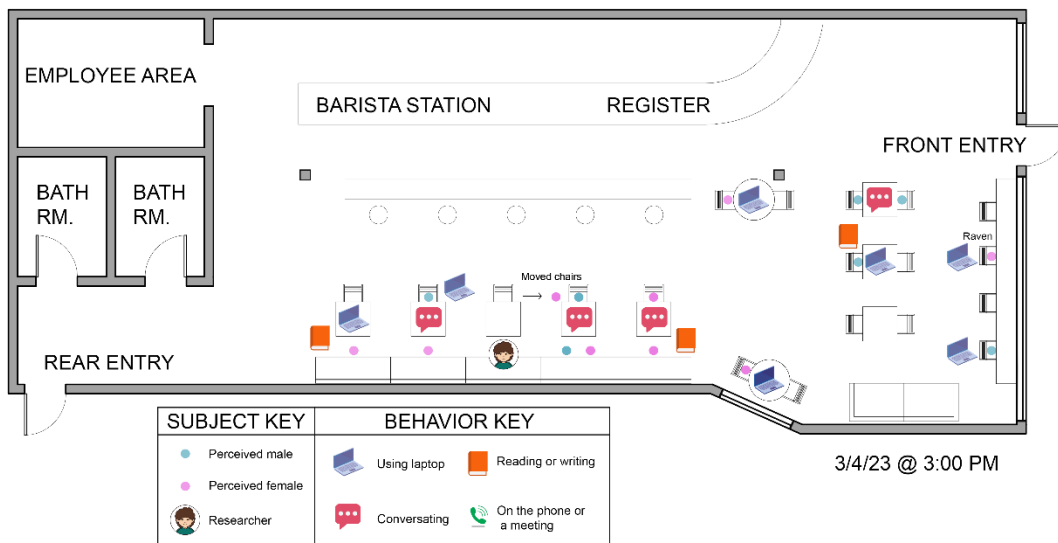 EMPLOYEE AREA
BARISTA STATION
REGISTER
FRONT ENTRY
BATH
RM.
BATH
RM.
Raven
Moved chairs
REAR ENTRY
SUBJECT KEY
BEHAVIOR KEY
Perceived male
Using laptop
Reading or writing
Perceived female
Researcher
Conversating
On the phone or
a meeting
3/4/23 @ 3:00 PM